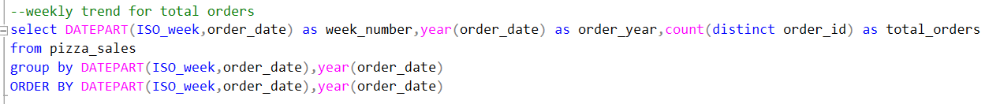 --weekly trend for total orders
select DATEPART(ISO_week,order_date) as week_number,year(order_date) as order_year,count(distinct order_id) as total_orders
from pizza_sales
group by DATEPART(ISO_week,order_date),year(order_date)
ORDER BY DATEPART(ISO_week,order_date),year(order_date)